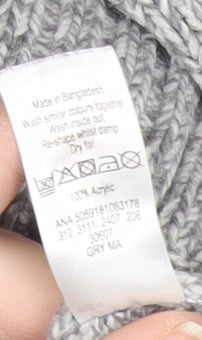 Made in Bangladesh
Wash similar colours together
Wash inside out
Re-shape whilst damp
Dry flat
100% Acrylic
ANA 5059181083178
312 3111 2407 206
30607
GRY MA